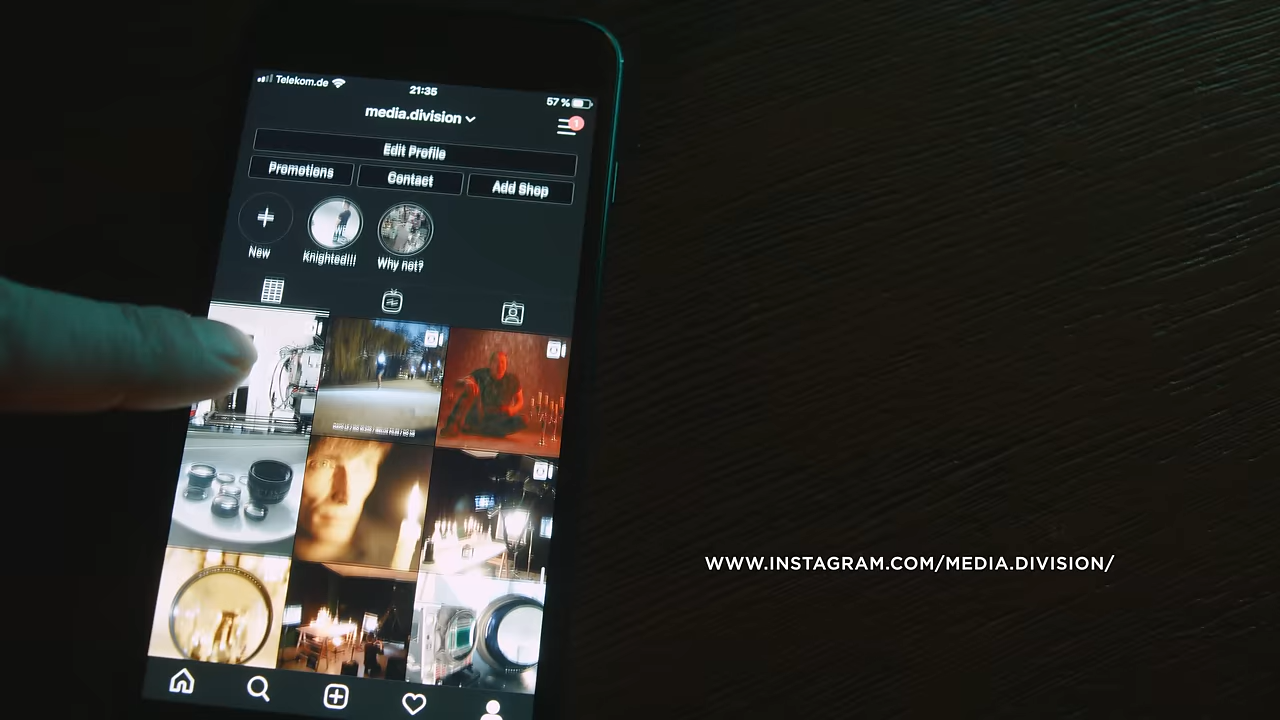 Telekom.de
21:35
57 %
media.division
1
Edit Profile
Promotions
Contact
Add Shop
New
Knighted!!!
Why not?
WWW.INSTAGRAM.COM/MEDIA.DIVISION/